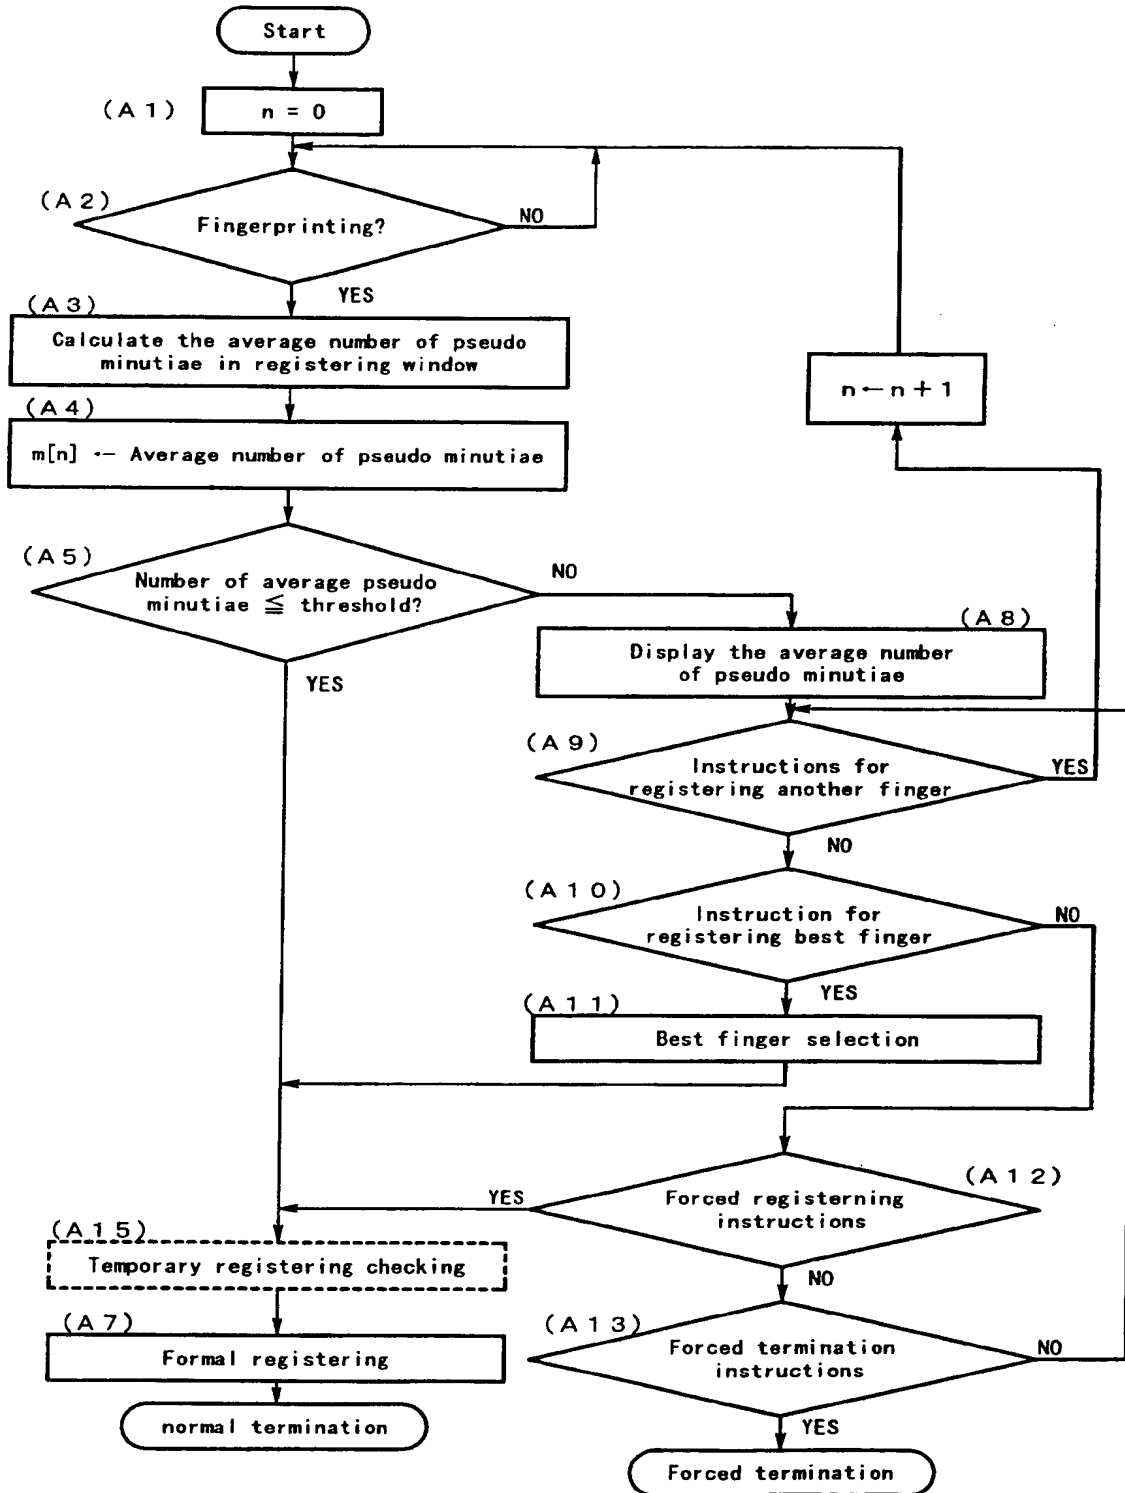 Start
(A1)
n = 0
(A2)
Fingerprinting?
NO
YES
(A3)
Calculate the average number of pseudo
minutiae in registering window
(A4)
m[n] ← Average number of pseudo minutiae
n ← n + 1
(A5)
Number of average pseudo
minutiae ≦ threshold?
NO
YES
(A8)
Display the average number
of pseudo minutiae
(A9)
Instructions for
registering another finger
YES
NO
(A10)
Instruction for
registering best finger
NO
YES
(A11)
Best finger selection
(A12)
Forced registerning
instructions
YES
NO
(A15)
Temporary registering checking
(A7)
Formal registering
normal termination
(A13)
Forced termination
instructions
NO
YES
Forced termination